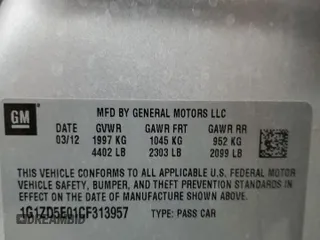 GM
MFD BY GENERAL MOTORS LLC
DATE GVWR GAWR FRT GAWR RR
03/12 1997 KG 1045 KG 952 KG
4402 LB 2303 LB 2099 LB
THIS VEHICLE CONFORMS TO ALL APPLICABLE U.S.
FEDERAL MOTOR VEHICLE SAFETY, BUMPER, AND THEFT PREVENTION STANDARDS IN
EFFECT ON THE DATE OF MANUFACTURE SHOWN ABOVE.
1G1ZD5E01CF313957 TYPE: PASS CAR
DREAMBID